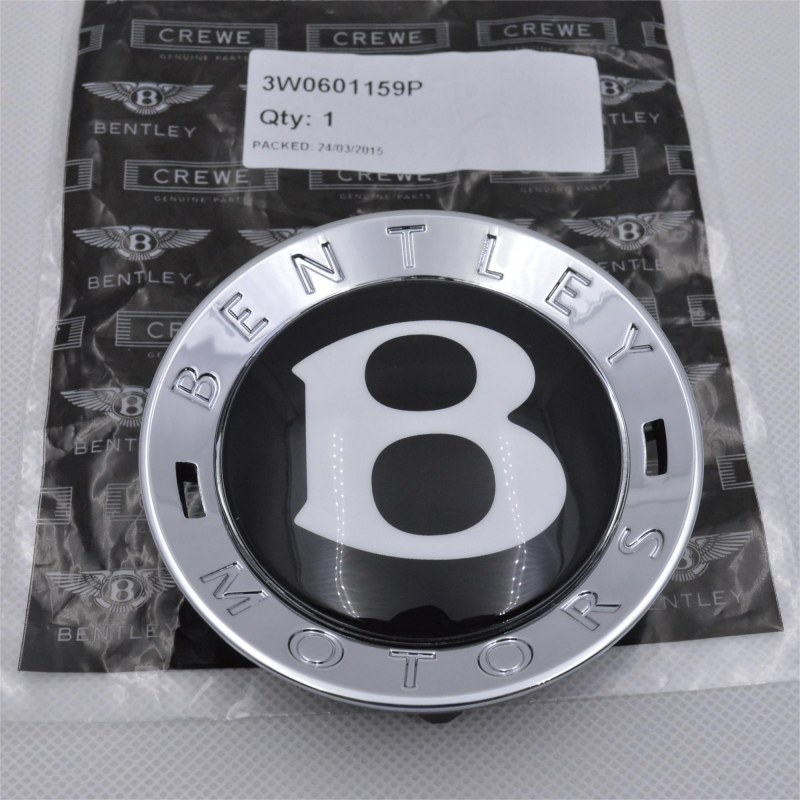 CREWE CREWE CREWE
GENUINE PARTS
3W0601159P
Qty: 1
PACKED: 24/03/2015
B
BENTLEY
CREWE CREWE
GENUINE PARTS GENUINE PARTS
B
BENTLEY
BENTLEY
B
MOTORS
B
BENTLEY
B
BENTLEY
BENTLEY